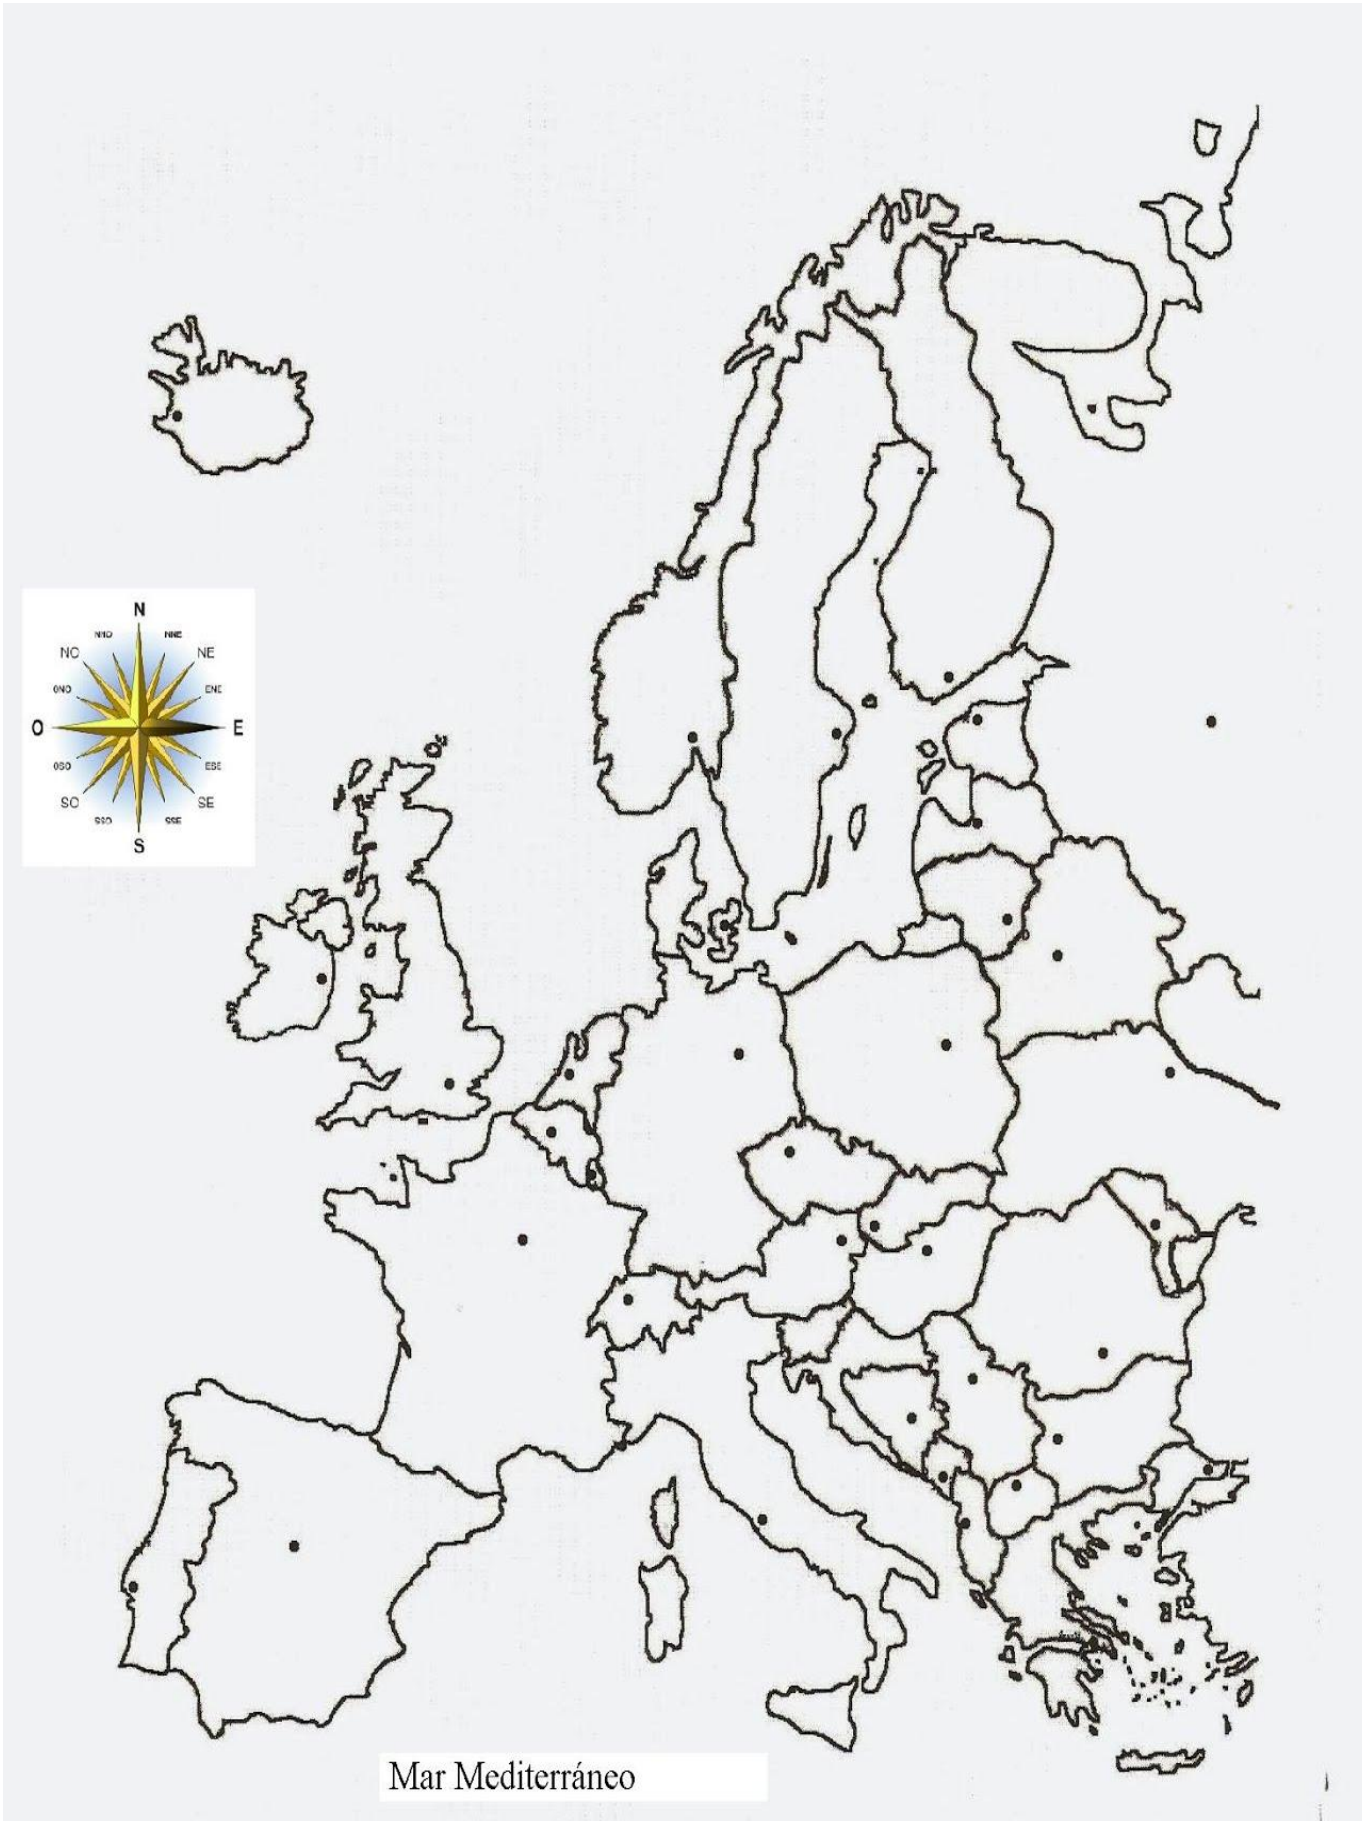 N
NNO NNE
NO NE
ONO ENE
O E
OSO ESE
SO SE
SSO SSE
S
Mar Mediterráneo